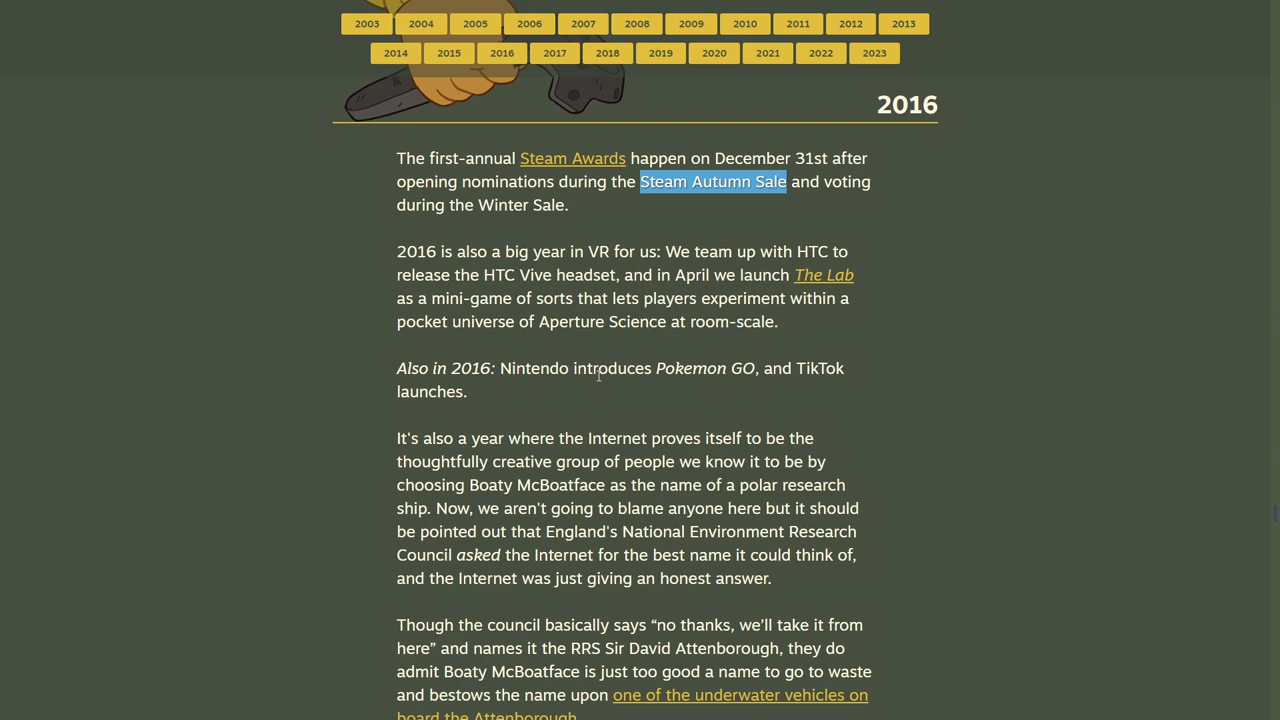 2003 2004 2005 2006 2007 2008 2009 2010 2011 2012 2013
2014 2015 2016 2017 2018 2019 2020 2021 2022 2023
2016
The first-annual Steam Awards happen on December 31st after
opening nominations during the Steam Autumn Sale and voting
during the Winter Sale.
2016 is also a big year in VR for us: We team up with HTC to
release the HTC Vive headset, and in April we launch The Lab
as a mini-game of sorts that lets players experiment within a
pocket universe of Aperture Science at room-scale.
Also in 2016: Nintendo introduces Pokemon GO, and TikTok
launches.
It's also a year where the Internet proves itself to be the
thoughtfully creative group of people we know it to be by
choosing Boaty McBoatface as the name of a polar research
ship. Now, we aren't going to blame anyone here but it should
be pointed out that England's National Environment Research
Council asked the Internet for the best name it could think of,
and the Internet was just giving an honest answer.
Though the council basically says “no thanks, we’ll take it from
here” and names it the RRS Sir David Attenborough, they do
admit Boaty McBoatface is just too good a name to go to waste
and bestows the name upon one of the underwater vehicles on
board the Attenborough.